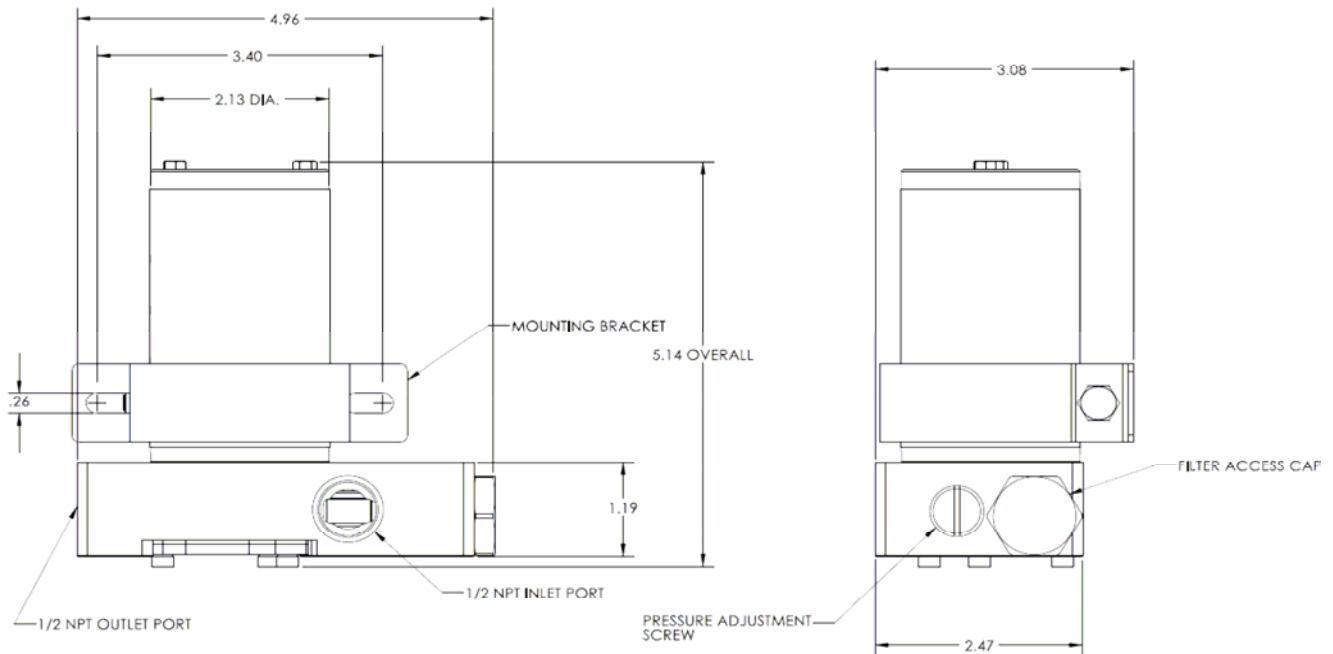 4.96
3.40
3.08
2.13 DIA.
MOUNTING BRACKET
5.14 OVERALL
.26
FILTER ACCESS CAP
1.19
1/2 NPT INLET PORT
1/2 NPT OUTLET PORT
PRESSURE ADJUSTMENT
SCREW
2.47